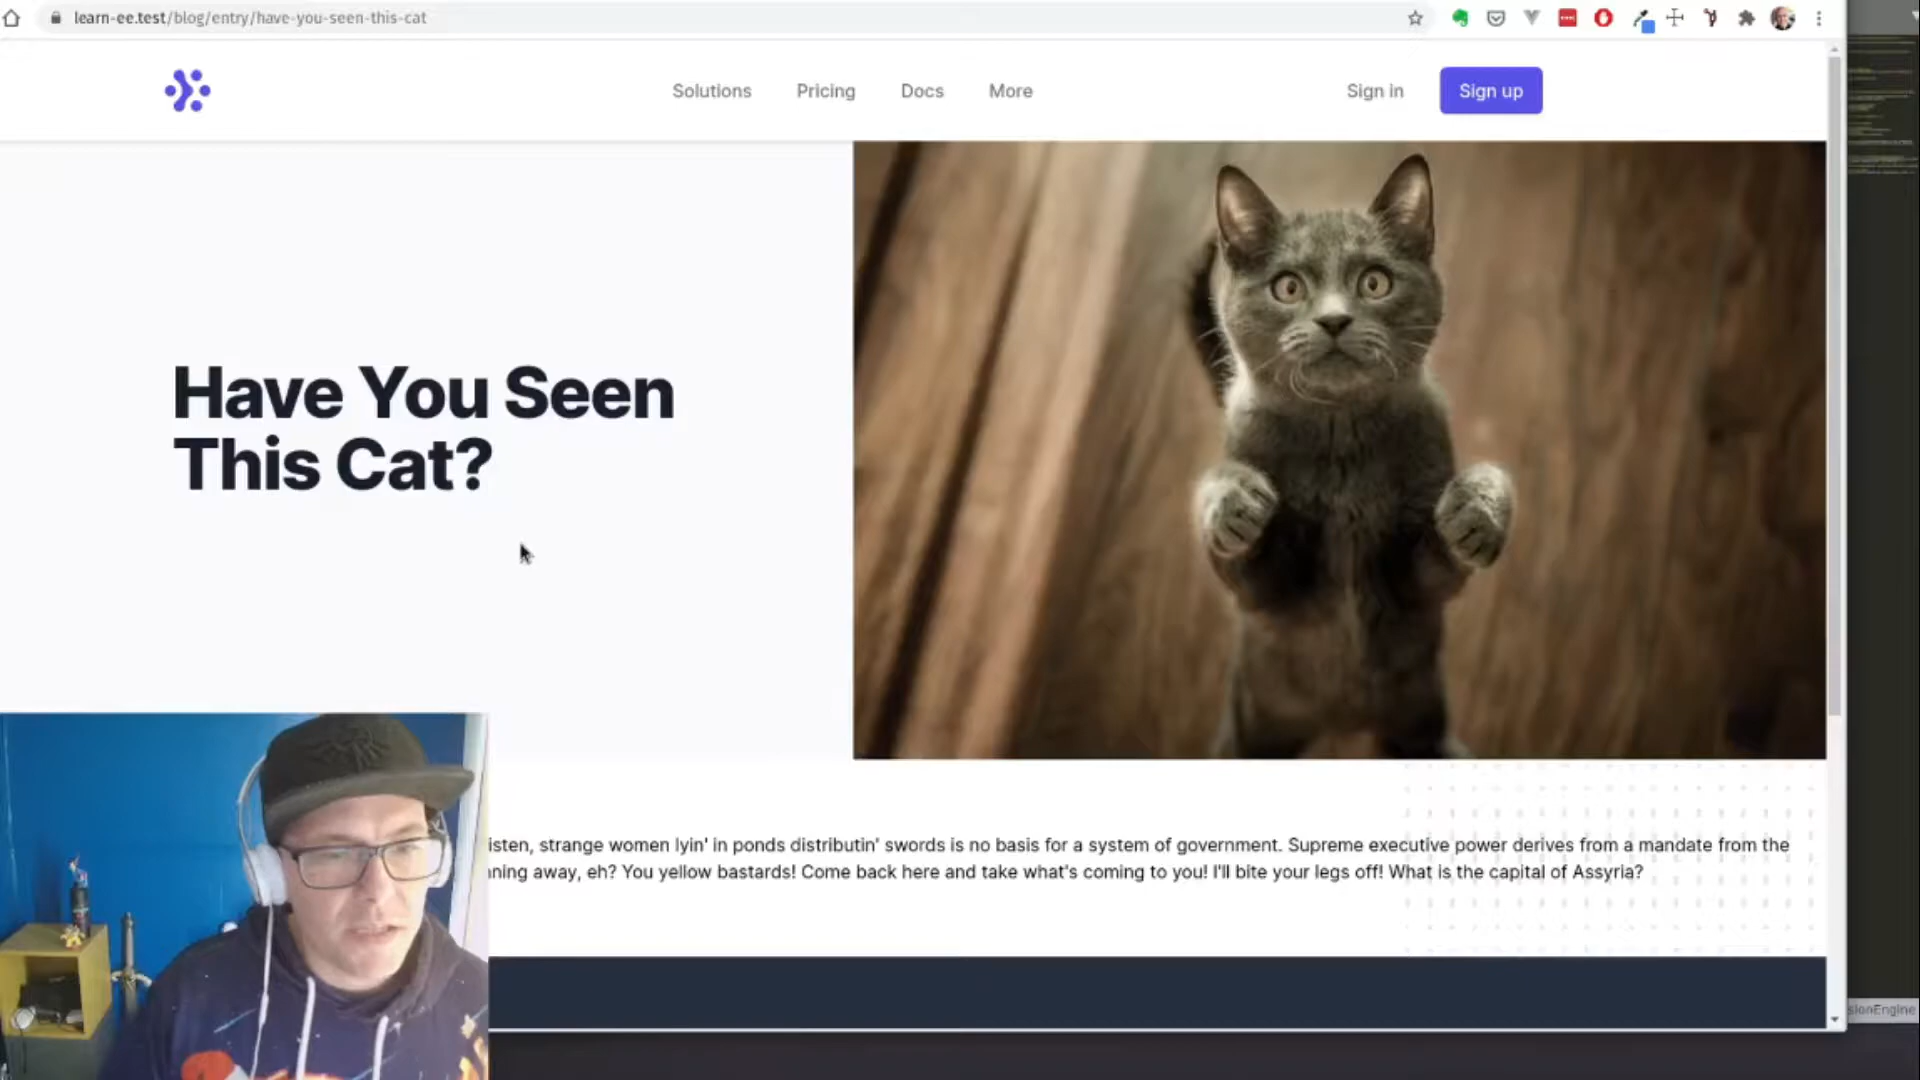 learn-ee.test/blog/entry/have-you-seen-this-cat
Solutions Pricing Docs More Sign in Sign up
Have You Seen
This Cat?
isten, strange women lyin' in ponds distributin' swords is no basis for a system of government. Supreme executive power derives from a mandate from the
nning away, eh? You yellow bastards! Come back here and take what's coming to you! I'll bite your legs off! What is the capital of Assyria?
sionEngine